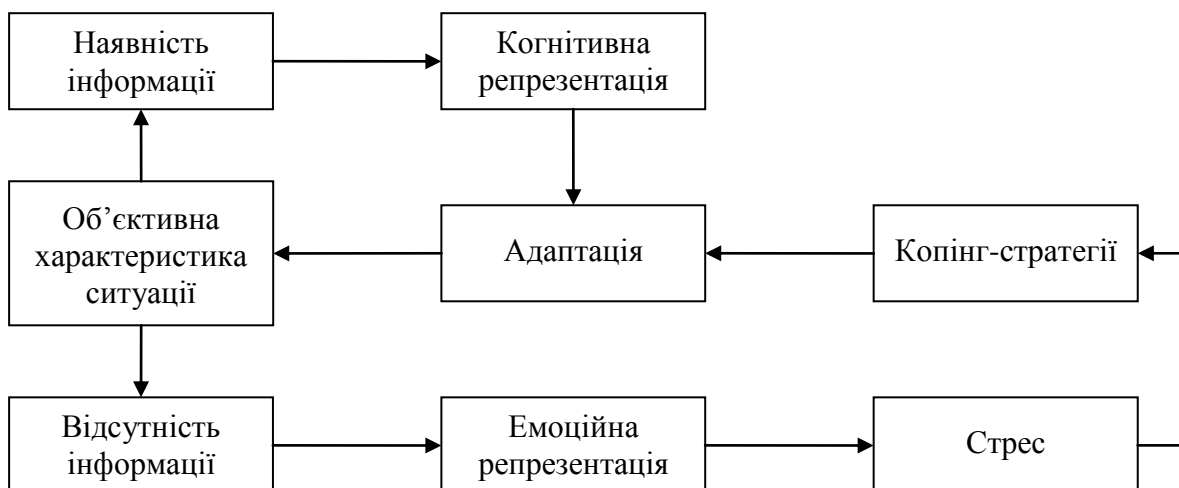 Наявність
інформації
Когнітивна
репрезентація
Об’єктивна
характеристика
ситуації
Адаптація
Копінг-стратегії
Відсутність
інформації
Емоційна
репрезентація
Стрес